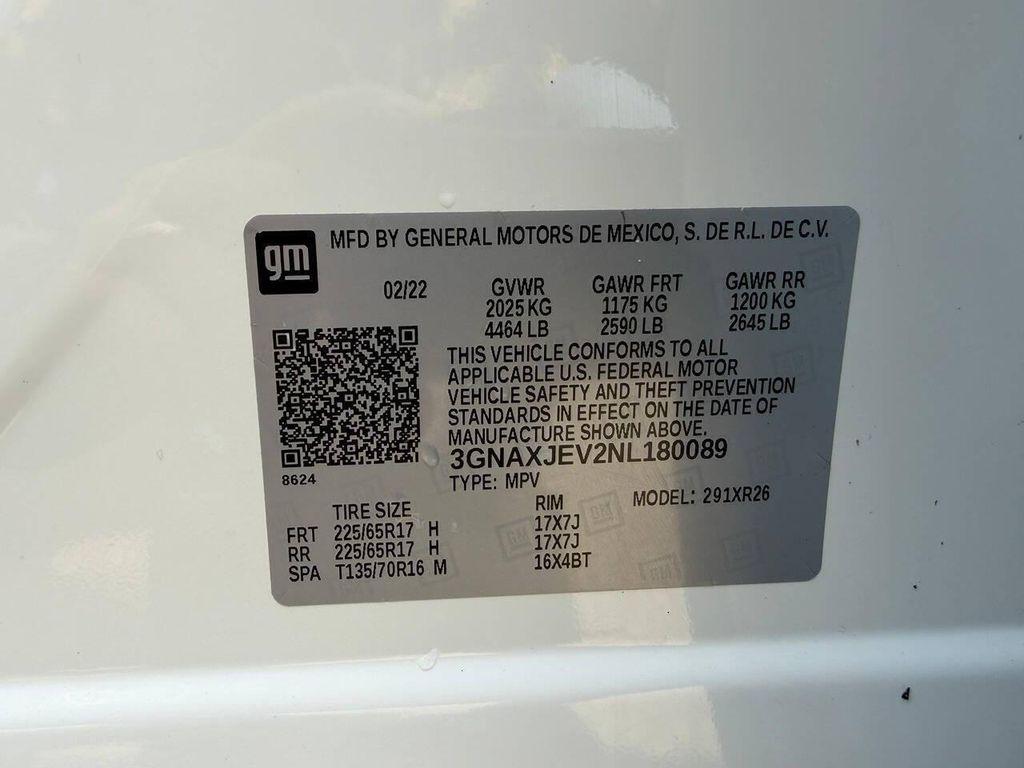 gm
MFD BY GENERAL MOTORS DE MEXICO, S. DE R.L. DE C.V.
02/22 GVWR GAWR FRT GAWR RR
2025 KG 1175 KG 1200 KG
4464 LB 2590 LB 2645 LB
THIS VEHICLE CONFORMS TO ALL
APPLICABLE U.S. FEDERAL MOTOR
VEHICLE SAFETY AND THEFT PREVENTION
STANDARDS IN EFFECT ON THE DATE OF
MANUFACTURE SHOWN ABOVE.
3GNAXJEV2NL180089
8624
TYPE: MPV MODEL: 291XR26
TIRE SIZE RIM
FRT 225/65R17 H 17X7J
RR 225/65R17 H 17X7J
SPA T135/70R16 M 16X4BT